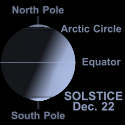 North Pole
Arctic Circle
Equator
SOLSTICE
Dec. 22
South Pole